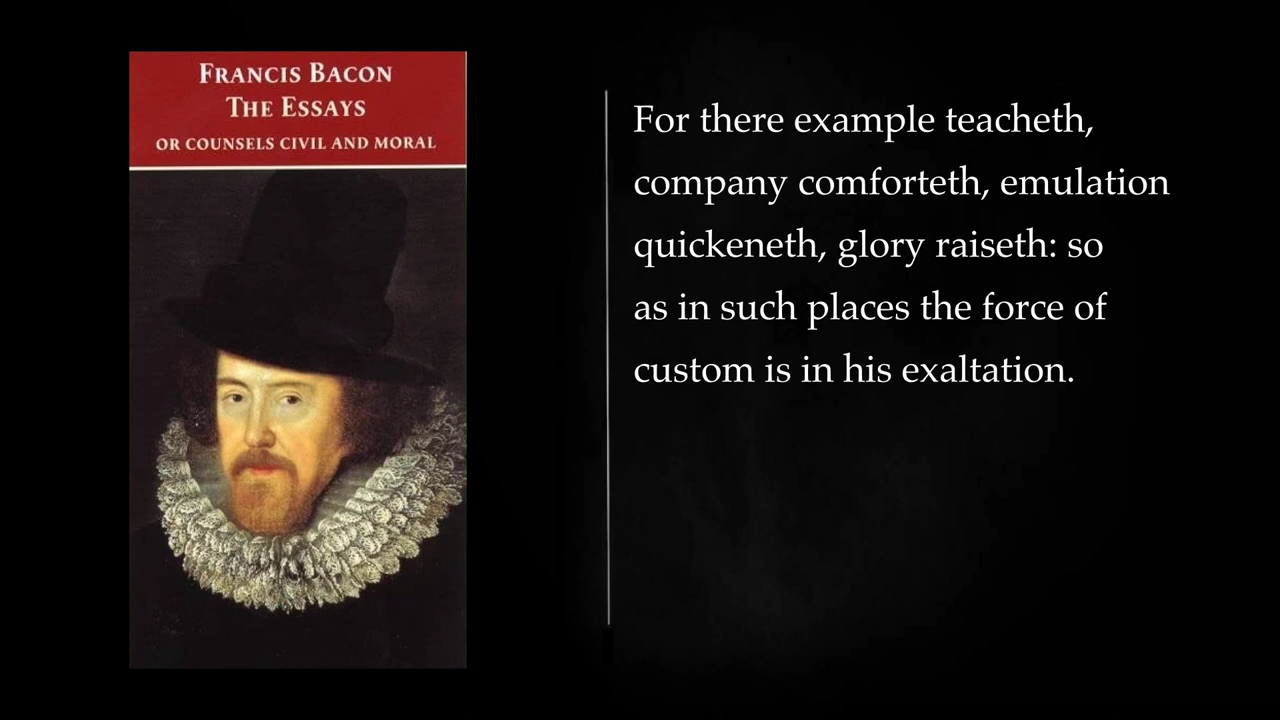 FRANCIS BACON
THE ESSAYS
OR COUNSELS CIVIL AND MORAL
For there example teacheth,
company comforteth, emulation
quickeneth, glory raiseth: so
as in such places the force of
custom is in his exaltation.